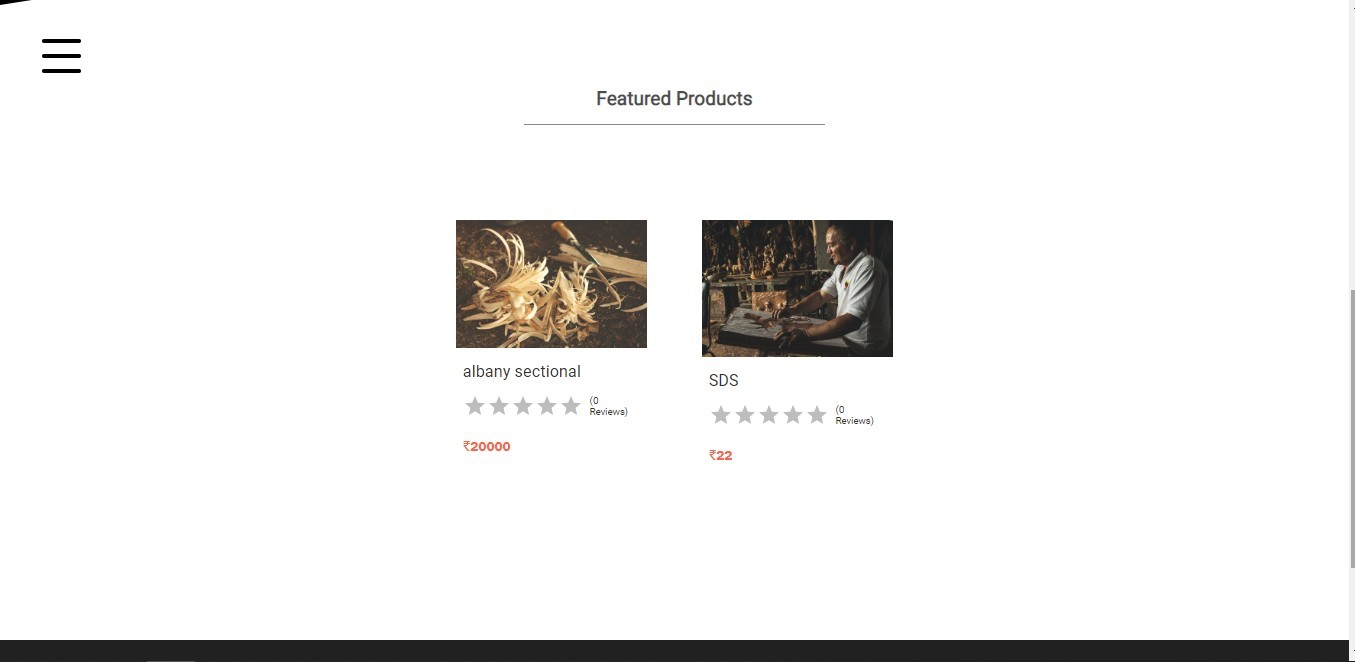 Featured Products
albany sectional
(0
Reviews)
₹20000
SDS
(0
Reviews)
₹22